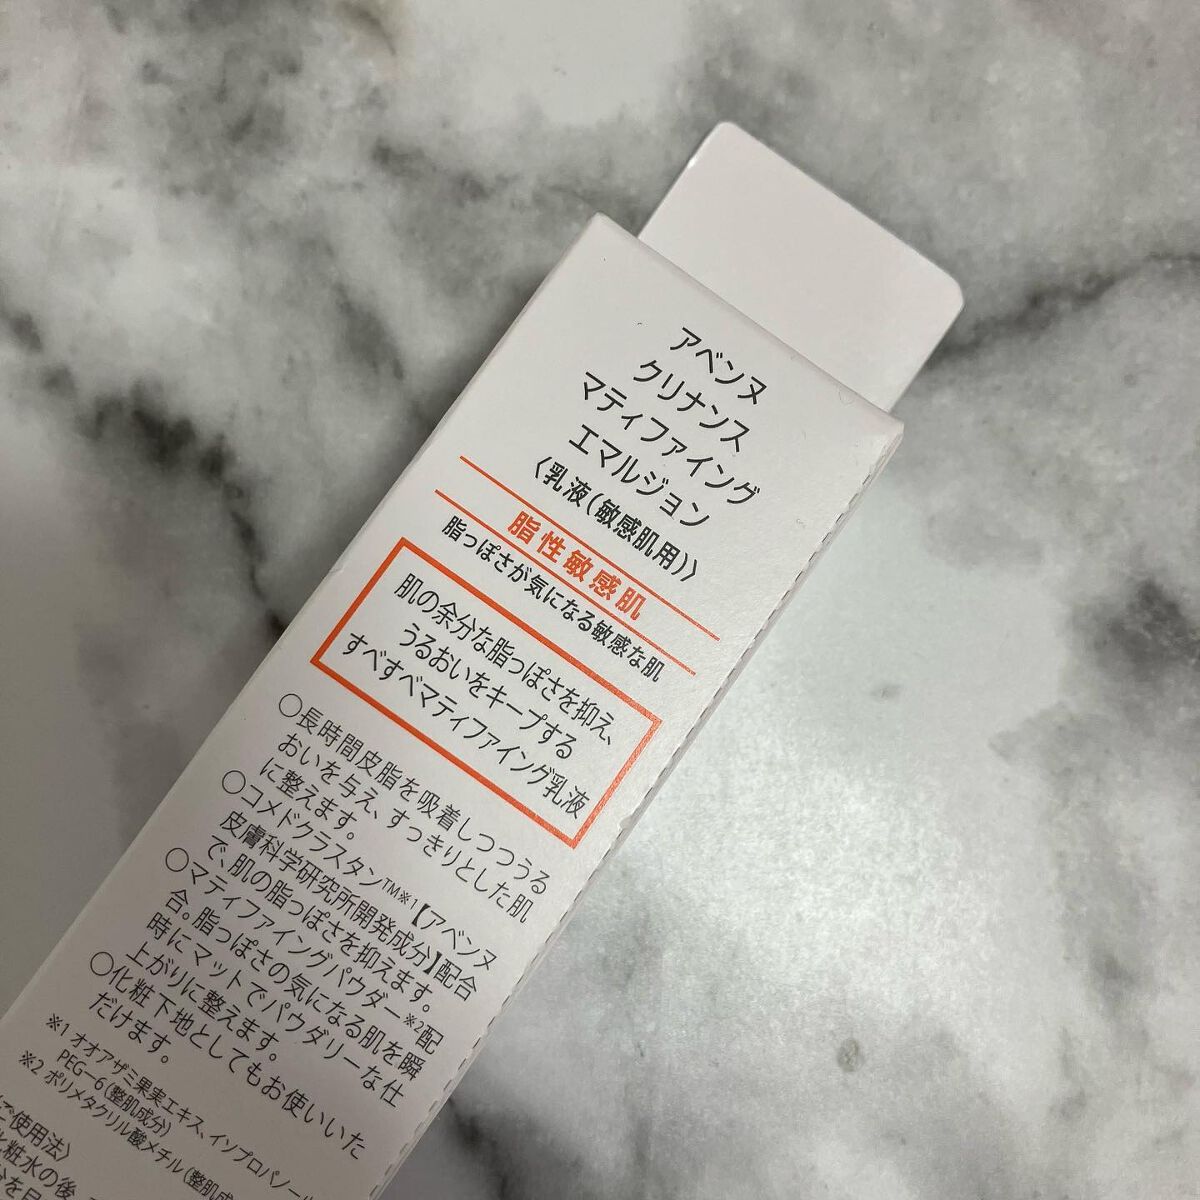 アベンヌ
クリナンス
マティファイング
エマルジョン
〈乳液(敏感肌用)〉
脂性敏感肌
脂っぽさが気になる敏感な肌
肌の余分な脂っぽさを抑え、
うるおいをキープする
すべすべマティファイング乳液
○長時間皮脂を吸着しつつうる
おいを与え、すっきりとした肌
に整えます。
○コメドクラスタン™※1【アベンヌ
皮膚科学研究所開発成分】配合
で、肌の脂っぽさを抑えます。
○マティファイングパウダー※2配
合。脂っぽさの気になる肌を瞬
時にマットでパウダリーな仕
上がりに整えます。
○化粧下地としてもお使いいた
だけます。
※1 オオアザミ果実エキス、イソプロパノール
PEG−6(整肌成分)
※2 ポリメタクリル酸メチル(整肌成
使用法〉
化粧水の後